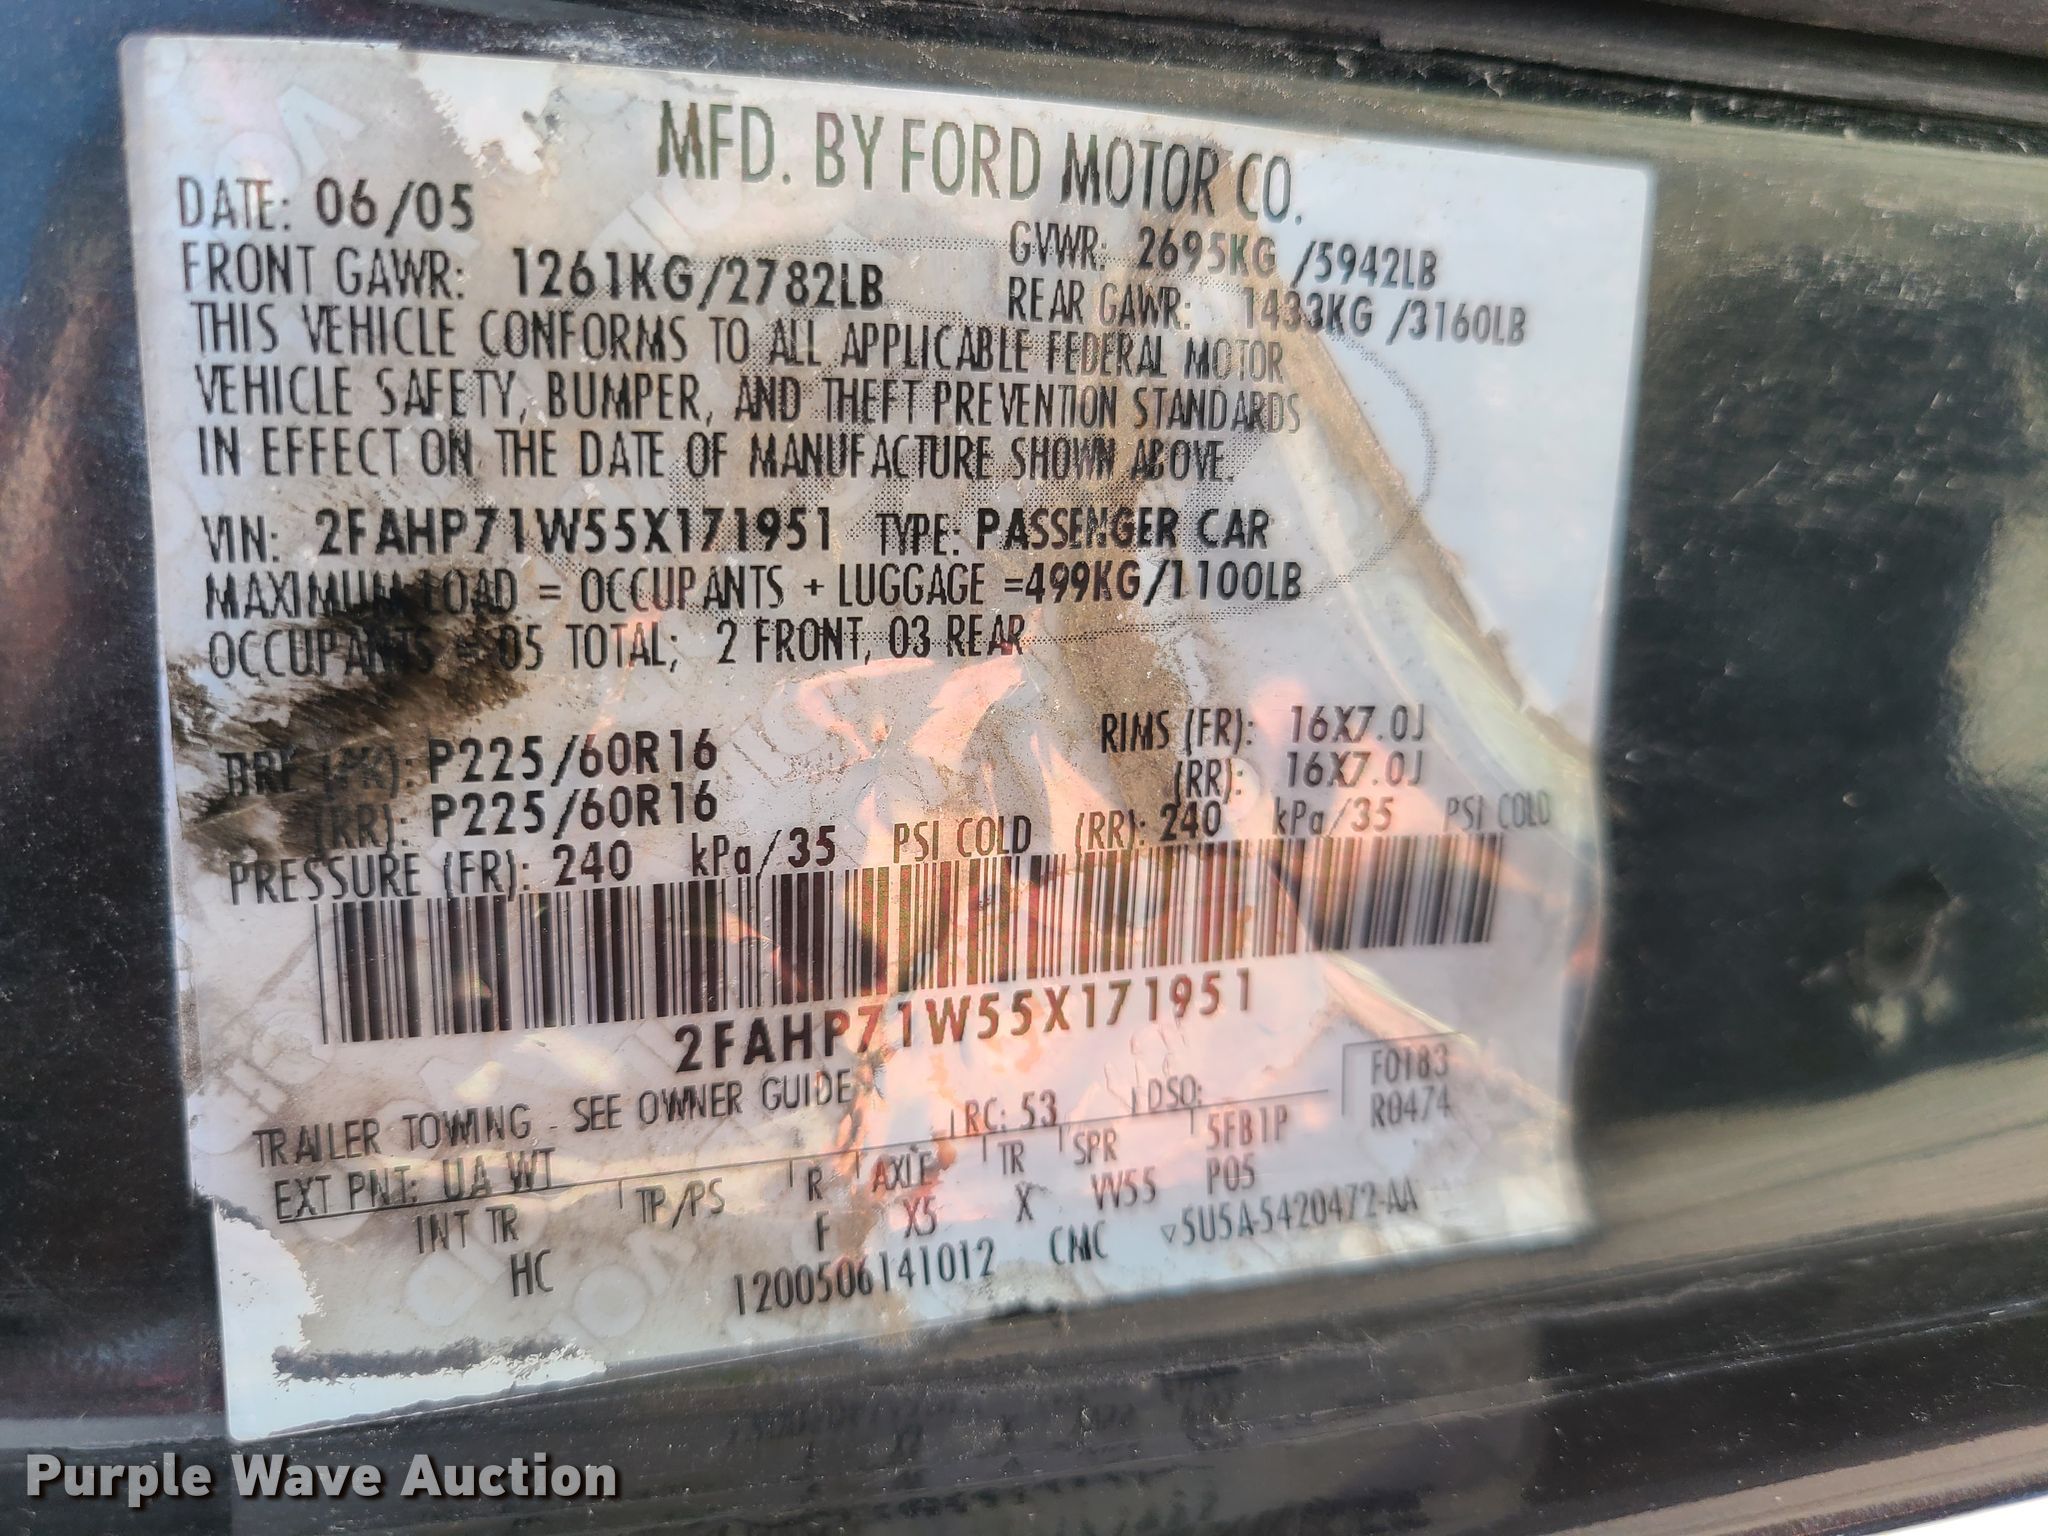 MFD. BY FORD MOTOR CO.
DATE: 06/05
GVWR: 2695KG /5942LB
FRONT GAWR: 1261KG/2782LB
REAR GAWR: 1433KG /3160LB
THIS VEHICLE CONFORMS TO ALL APPLICABLE FEDERAL MOTOR
VEHICLE SAFETY, BUMPER, AND THEFT PREVENTION STANDARDS
IN EFFECT ON THE DATE OF MANUFACTURE SHOWN ABOVE.
VIN: 2FAHP71W55X171951 TYPE: PASSENGER CAR
MAXIMUM LOAD = OCCUPANTS + LUGGAGE =499KG/1100LB
OCCUPANTS = 05 TOTAL; 2 FRONT, 03 REAR
P225/60R16 RIMS (FR): 16X7.0J
(RR): P225/60R16 (RR): 16X7.0J
PRESSURE (FR): 240 kPa/35 PSI COLD (RR): 240 kPa/35 PSI COLD
2FAHP71W55X171951
TRAILER TOWING - SEE OWNER GUIDE
F0183
R0474
EXT PNT: UA WT RC: 53 DSO:
INT TR TP/PS R AXLE TR SPR 5FB1P
HC F X5 X W55 P05
1200506141012 CMC ▽5U5A-5420472-AA
Purple Wave Auction